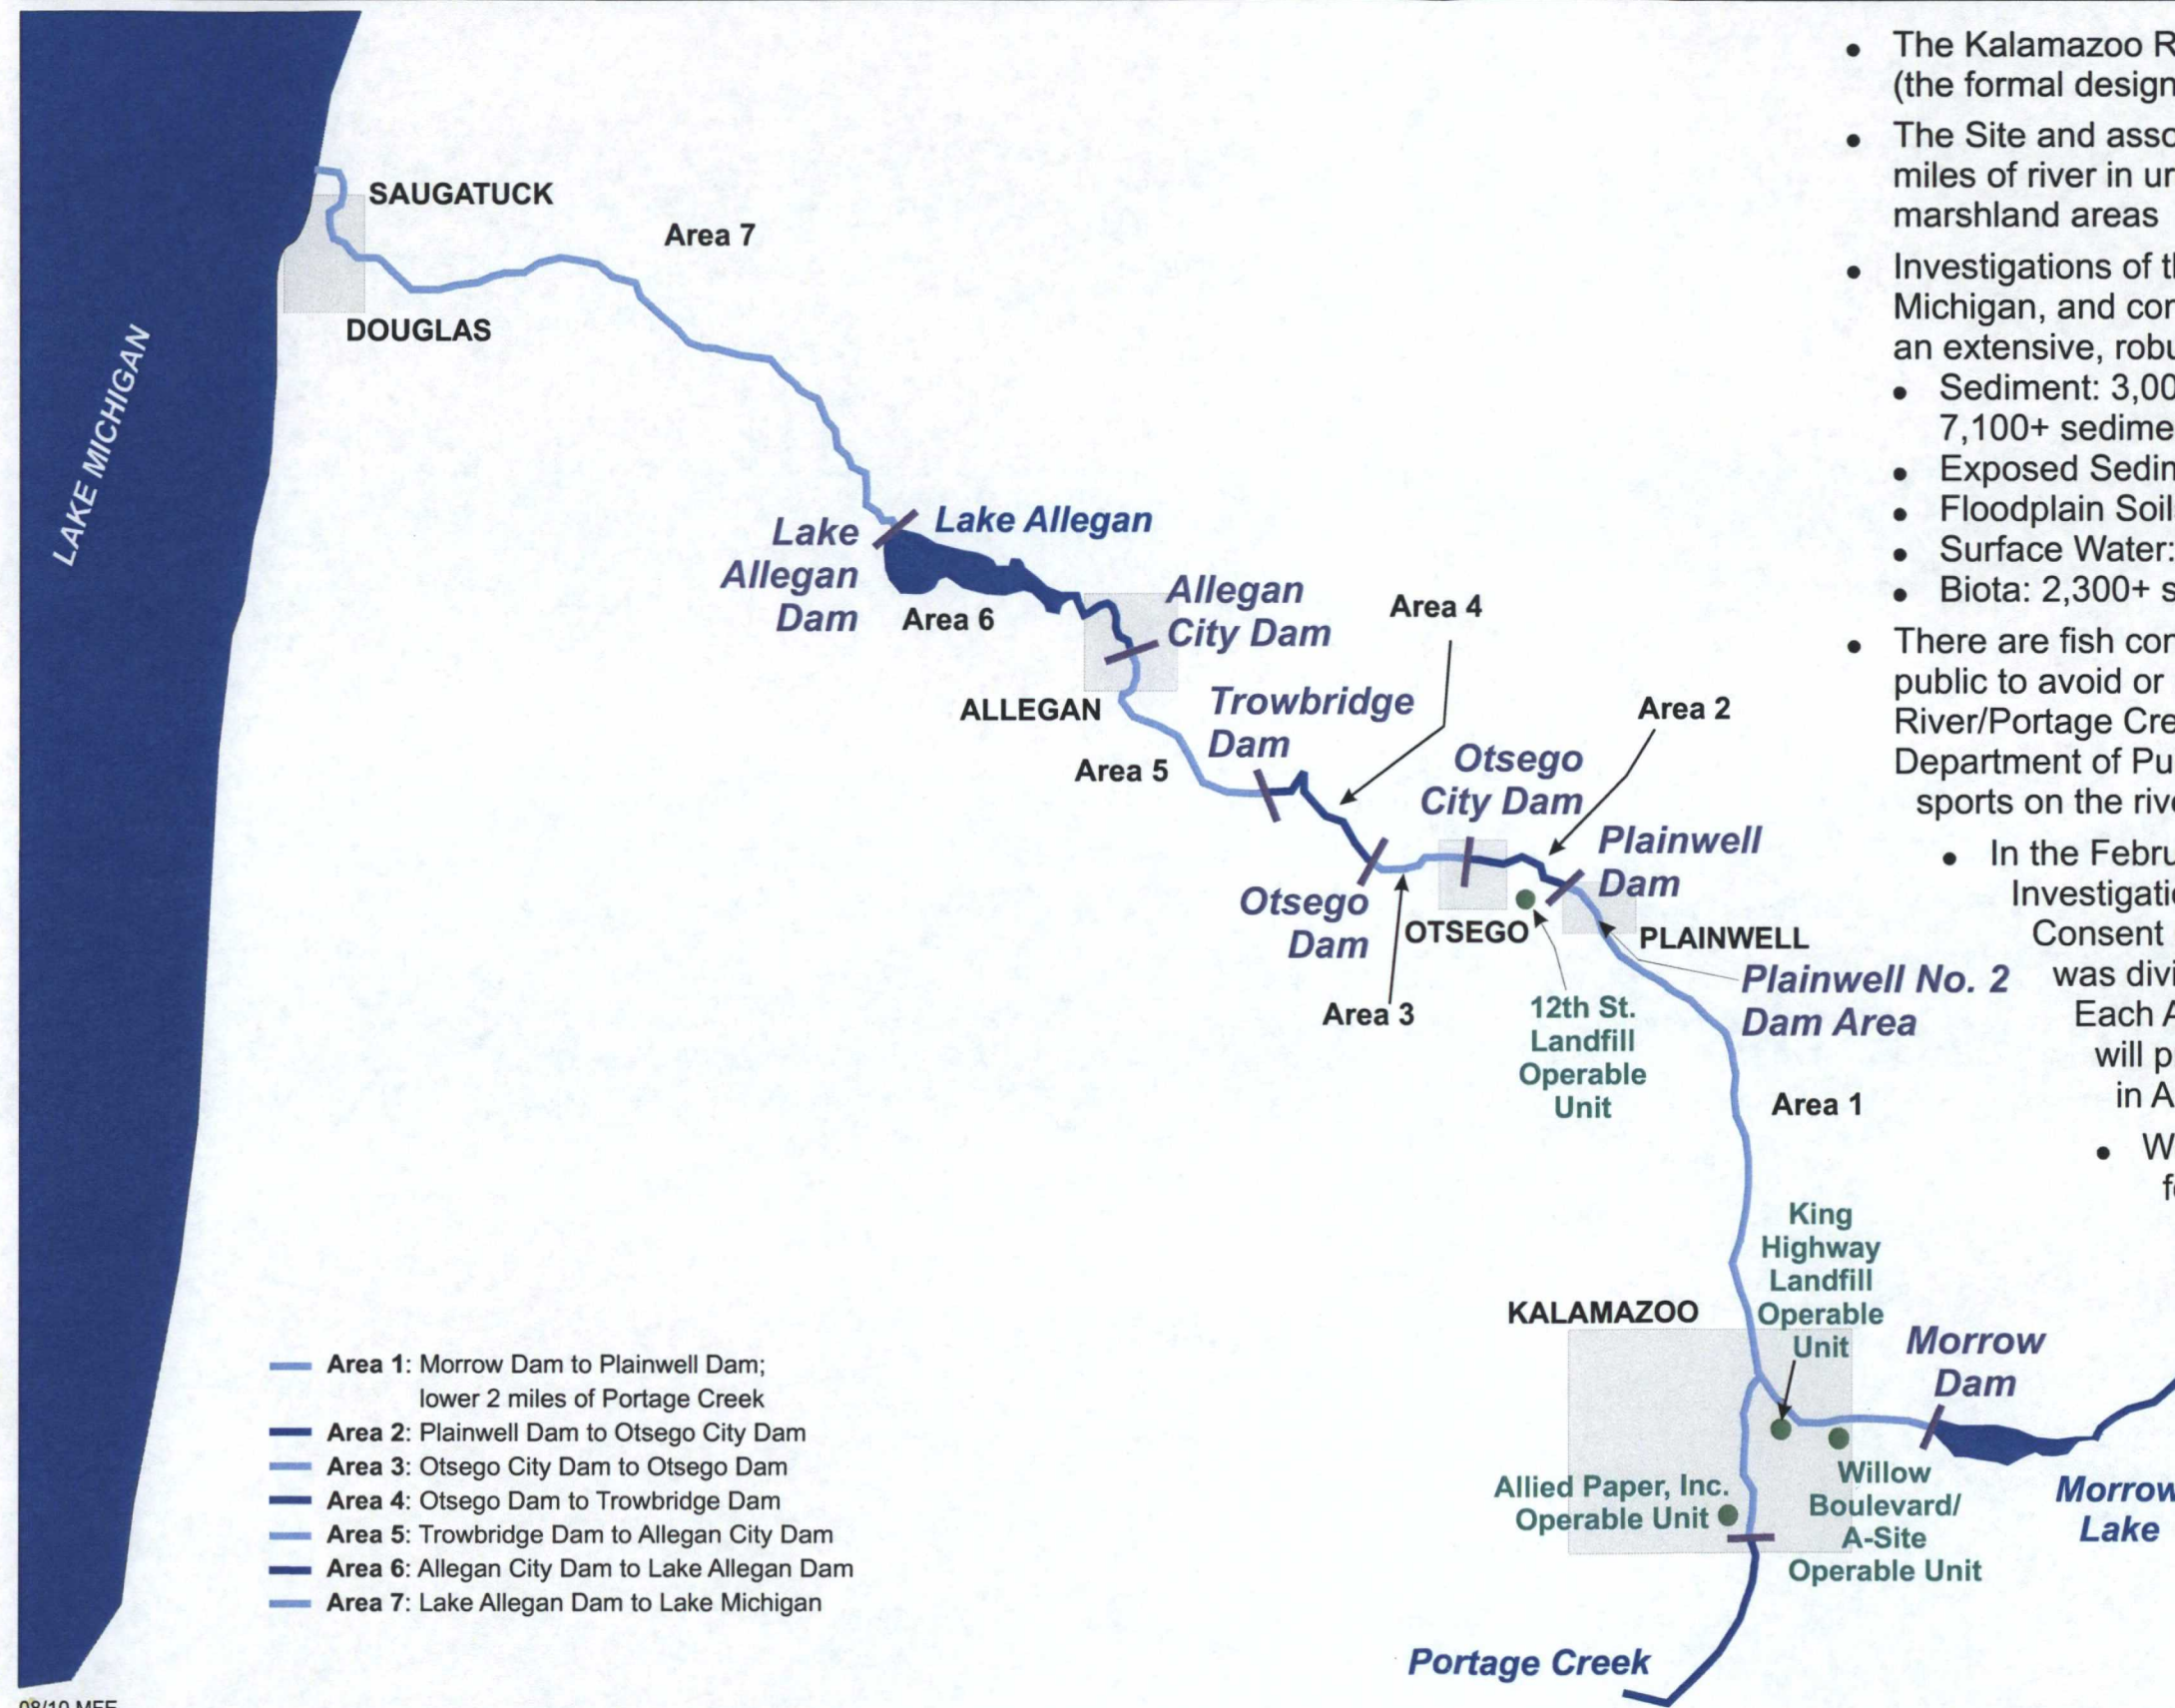 LAKE MICHIGAN
SAUGATUCK
DOUGLAS
Area 7
Lake
Allegan
Dam
Lake Allegan
Area 6
Allegan
City Dam
ALLEGAN
Area 5
Trowbridge
Dam
Area 4
Otsego
City Dam
Area 2
Plainwell
Dam
Otsego
Dam
OTSEGO
PLAINWELL
Area 3
12th St.
Landfill
Operable
Unit
Plainwell No. 2
Dam Area
Area 1
King
Highway
Landfill
Operable
Unit
KALAMAZOO
Morrow
Dam
Allied Paper, Inc.
Operable Unit
Willow
Boulevard/
A-Site
Operable Unit
Morrow
Lake
Portage Creek
Area 1: Morrow Dam to Plainwell Dam;
lower 2 miles of Portage Creek
Area 2: Plainwell Dam to Otsego City Dam
Area 3: Otsego City Dam to Otsego Dam
Area 4: Otsego Dam to Trowbridge Dam
Area 5: Trowbridge Dam to Allegan City Dam
Area 6: Allegan City Dam to Lake Allegan Dam
Area 7: Lake Allegan Dam to Lake Michigan
• The Kalamazoo R
(the formal design
• The Site and asso
miles of river in ur
marshland areas
• Investigations of th
Michigan, and con
an extensive, robu
• Sediment: 3,00
7,100+ sedime
• Exposed Sedim
• Floodplain Soil
• Surface Water:
• Biota: 2,300+ s
• There are fish con
public to avoid or
River/Portage Cre
Department of Pu
sports on the rive
• In the Febru
Investigatio
Consent
was divi
Each A
will p
in A
• W
fo